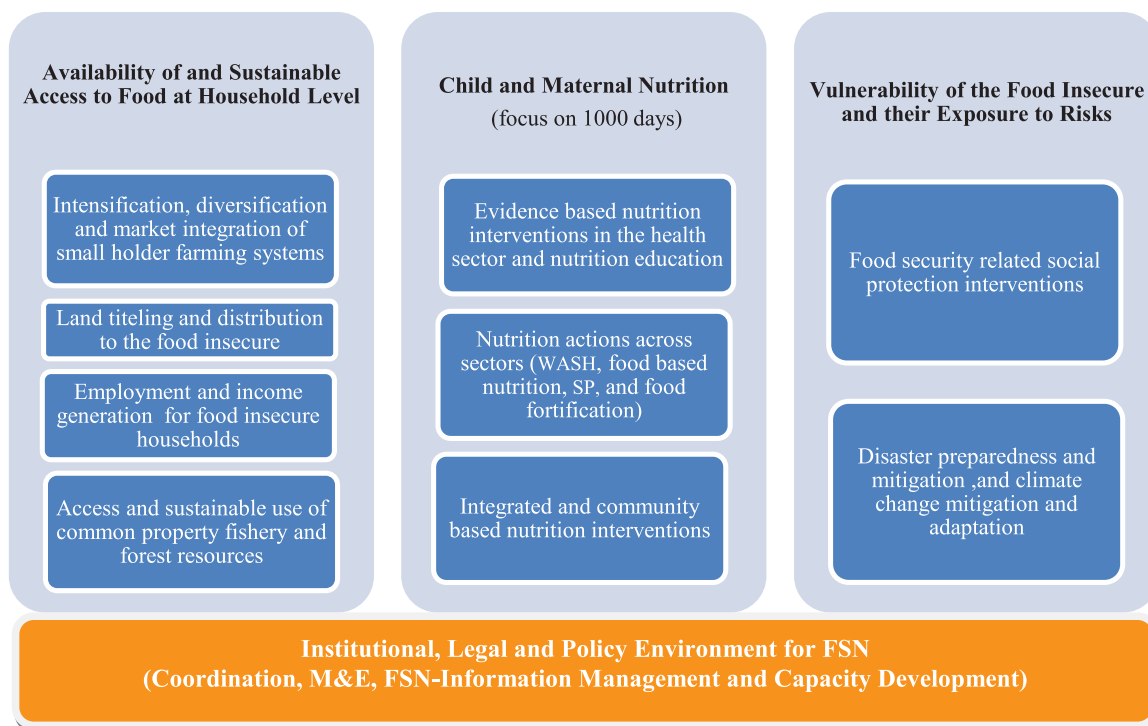 Availability of and Sustainable
Access to Food at Household Level
Intensification, diversification
and market integration of
small holder farming systems
Land titeling and distribution
to the food insecure
Employment and income
generation for food insecure
households
Access and sustainable use of
common property fishery and
forest resources
Child and Maternal Nutrition
(focus on 1000 days)
Evidence based nutrition
interventions in the health
sector and nutrition education
Nutrition actions across
sectors (WASH, food based
nutrition, SP, and food
fortification)
Integrated and community
based nutrition interventions
Vulnerability of the Food Insecure
and their Exposure to Risks
Food security related social
protection interventions
Disaster preparedness and
mitigation ,and climate
change mitigation and
adaptation
Institutional, Legal and Policy Environment for FSN
(Coordination, M&E, FSN-Information Management and Capacity Development)